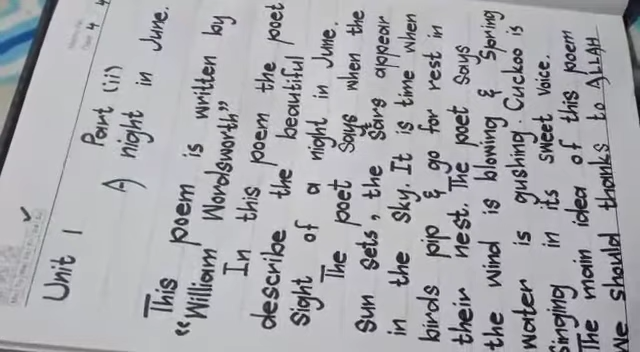 Unit 1
Part (ii)
A night in June.
This poem is written by
"William Wordsworth"
In this poem the poet
describe the beautiful
sight of a night in June.
The poet says when the
sun sets, the stars appear
in the sky. It is time when
birds pip & go for rest in
their nest. The poet says
the wind is blowing & spring
water is gushing. Cuckoo is
singing in its sweet voice.
The main idea of this poem
We should thanks to ALLAH